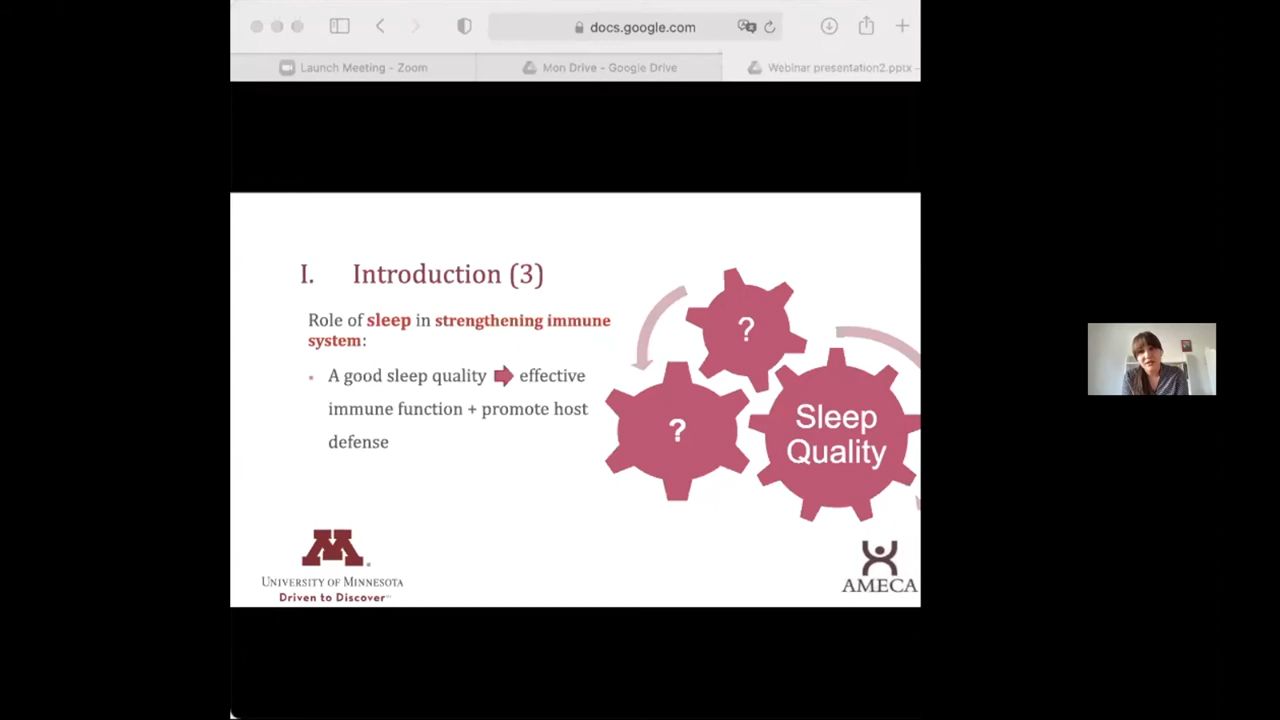 docs.google.com
Launch Meeting - Zoom
Mon Drive - Google Drive
Webinar presentation2.pptx -
I. Introduction (3)
Role of sleep in strengthening immune
system:
A good sleep quality effective
immune function + promote host
defense
?
?
Sleep
Quality
M
UNIVERSITY OF MINNESOTA
Driven to Discover
AMECA